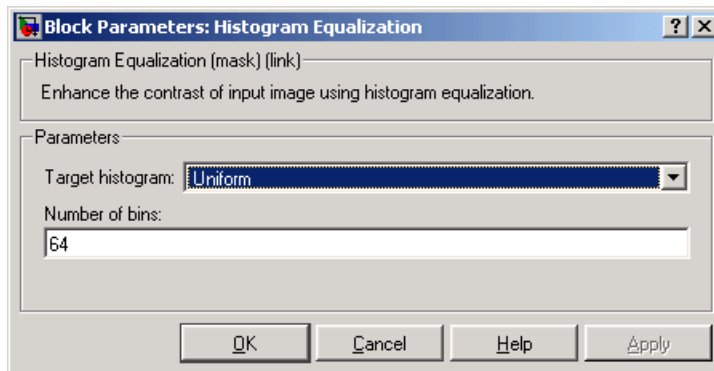 Block Parameters: Histogram Equalization
Histogram Equalization (mask) (link)
Enhance the contrast of input image using histogram equalization.
Parameters
Target histogram: Uniform
Number of bins:
64
OK Cancel Help Apply